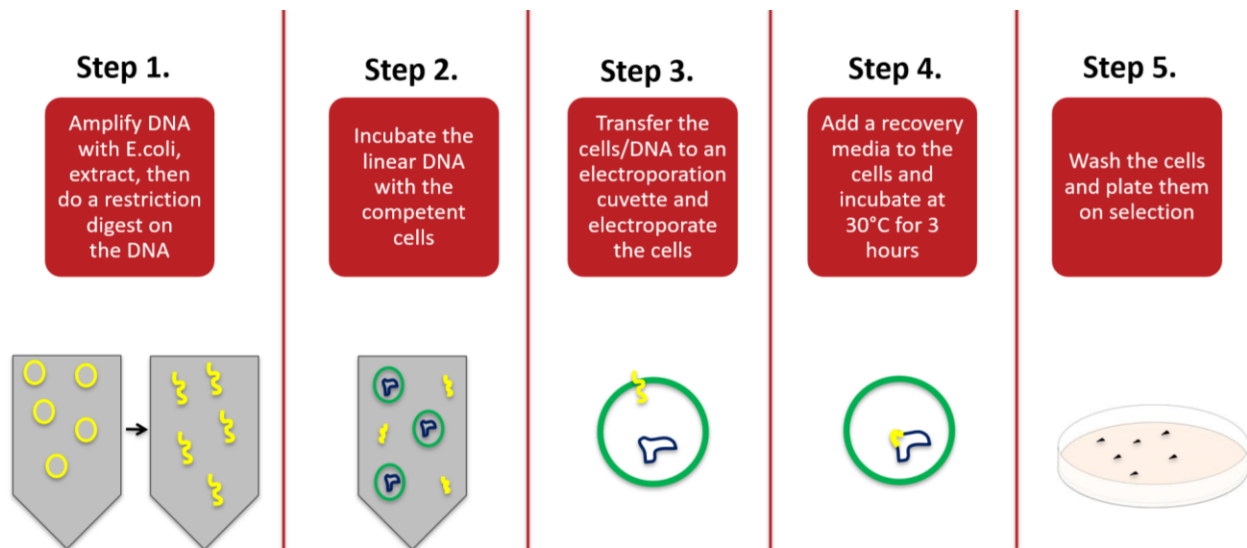 Step 1.
Amplify DNA
with E.coli,
extract, then
do a restriction
digest on
the DNA
Step 2.
Incubate the
linear DNA
with the
competent
cells
Step 3.
Transfer the
cells/DNA to an
electroporation
cuvette and
electroporate
the cells
Step 4.
Add a recovery
media to the
cells and
incubate at
30°C for 3
hours
Step 5.
Wash the cells
and plate them
on selection